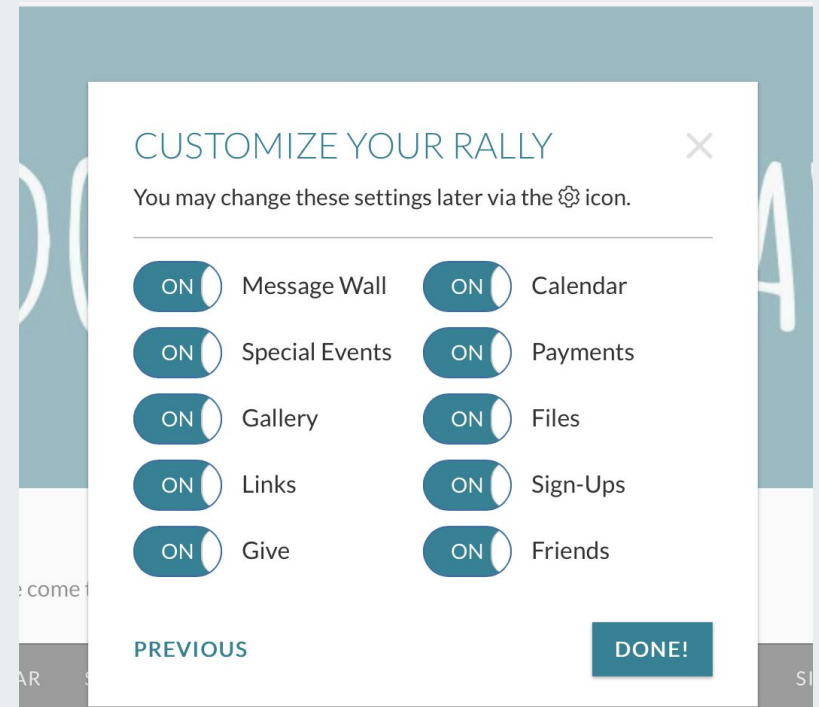 CUSTOMIZE YOUR RALLY
You may change these settings later via the icon.
ON Message Wall ON Calendar
ON Special Events ON Payments
ON Gallery ON Files
ON Links ON Sign-Ups
ON Give ON Friends
come
PREVIOUS DONE!